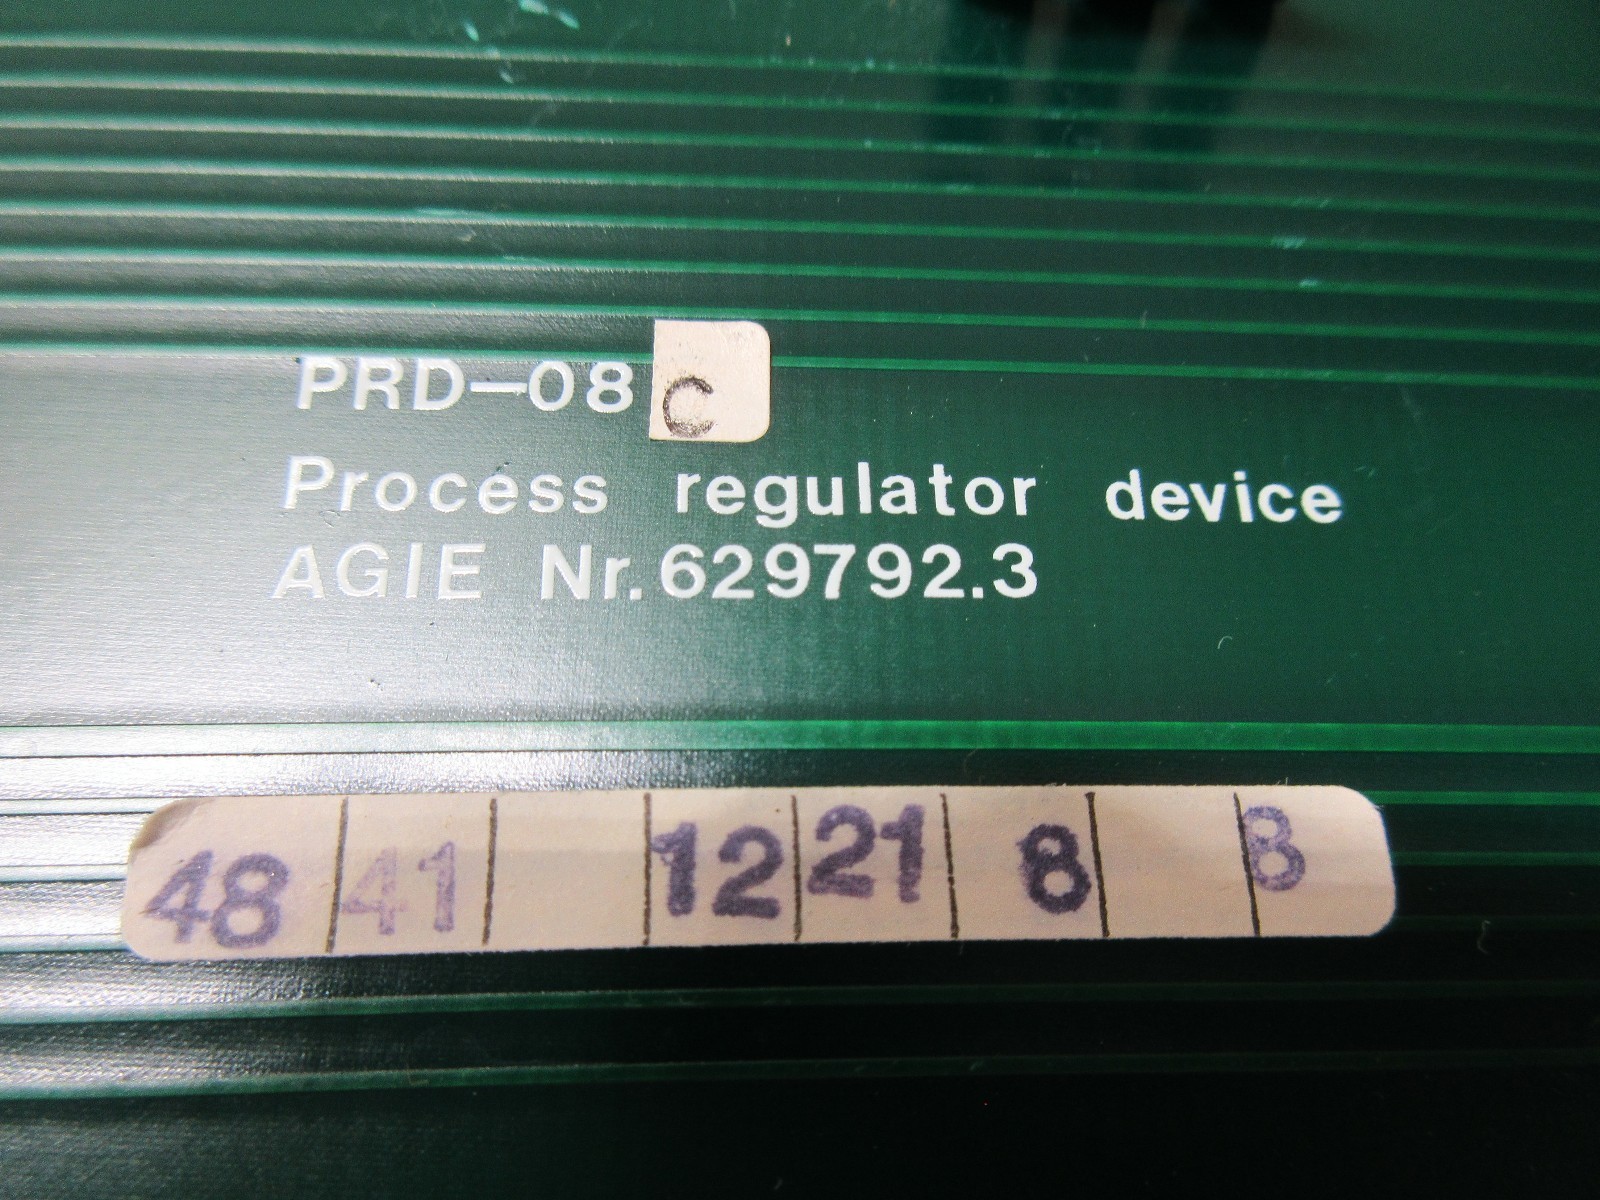 PRD-08 C
Process regulator device
AGIE Nr. 629792.3
48 41 12 21 8 8